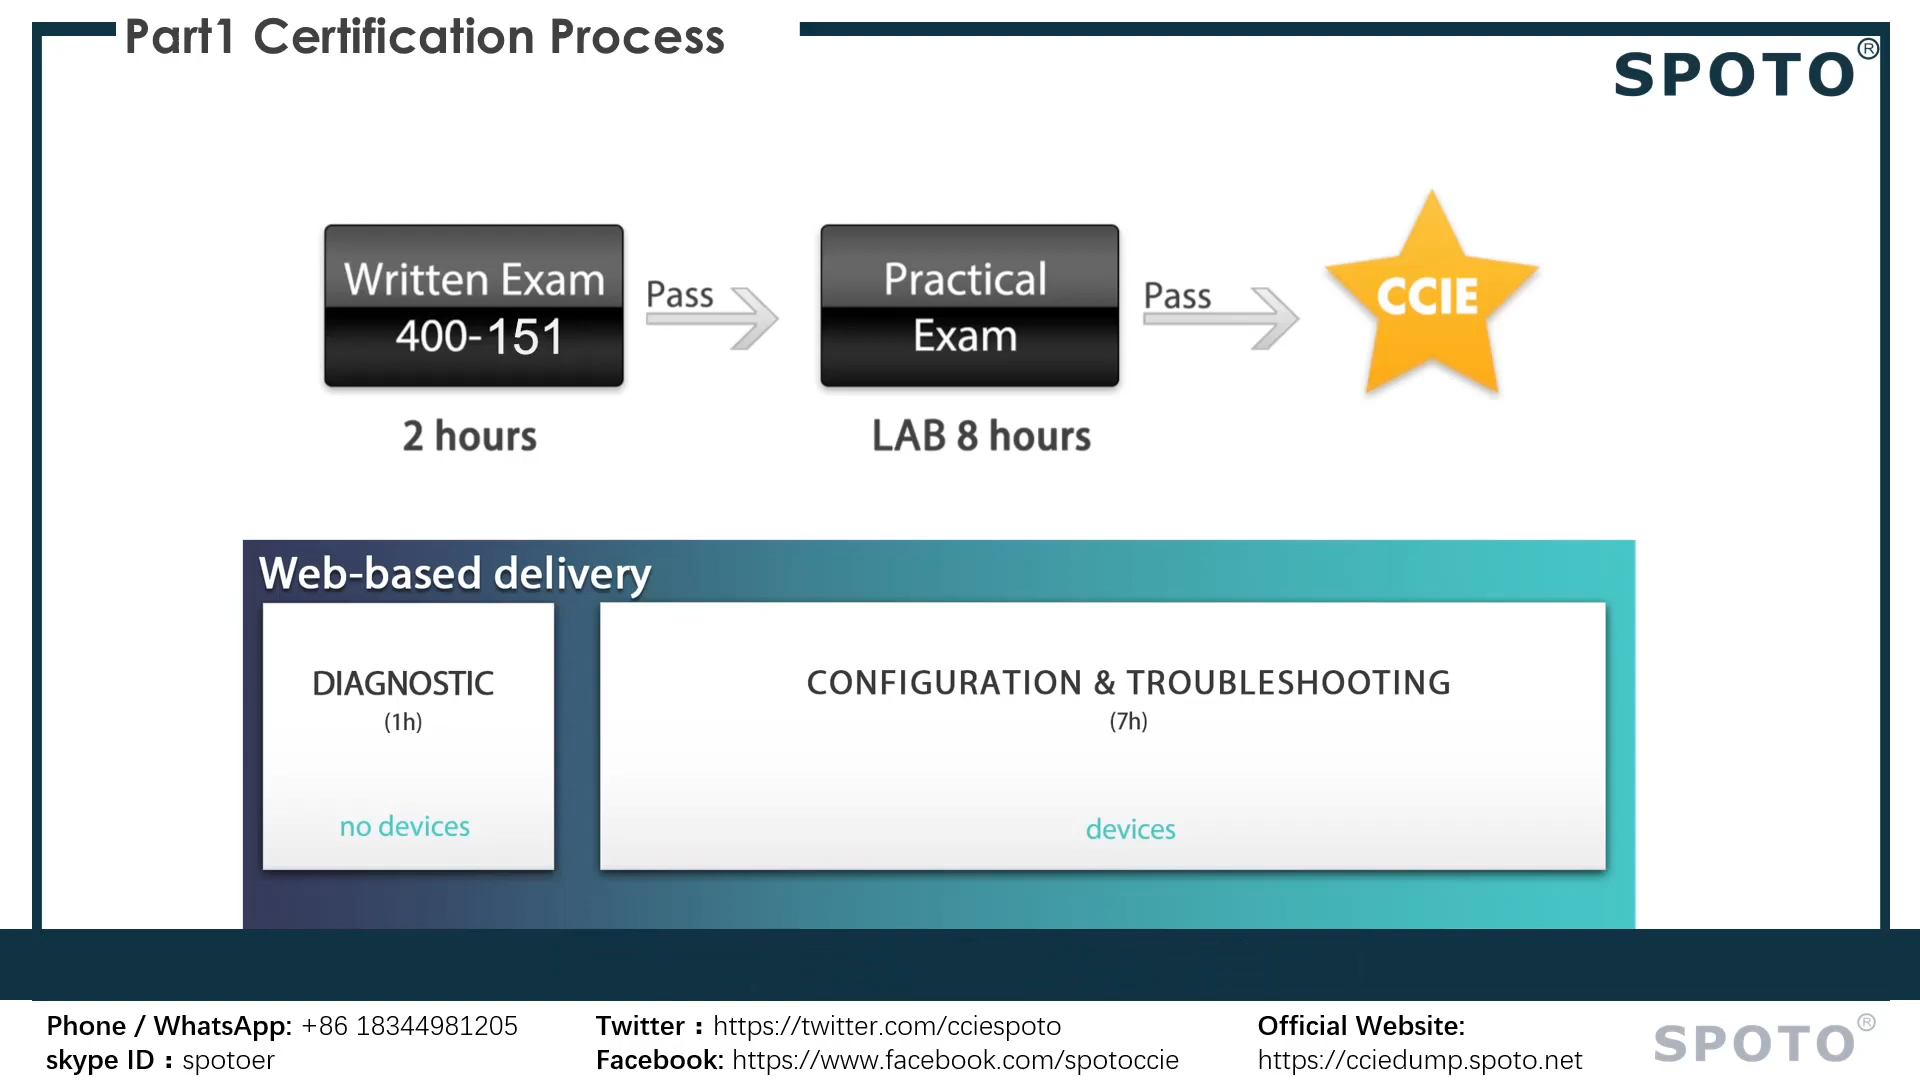 Part1 Certification Process
SPOTO®
Written Exam
400-151
Pass
Practical
Exam
Pass
CCIE
2 hours
LAB 8 hours
Web-based delivery
DIAGNOSTIC
(1h)
no devices
CONFIGURATION & TROUBLESHOOTING
(7h)
devices
Phone / WhatsApp: +86 18344981205
skype ID：spotoer
Twitter：https://twitter.com/cciespoto
Facebook: https://www.facebook.com/spotoccie
Official Website:
https://cciedump.spoto.net
SPOTO®